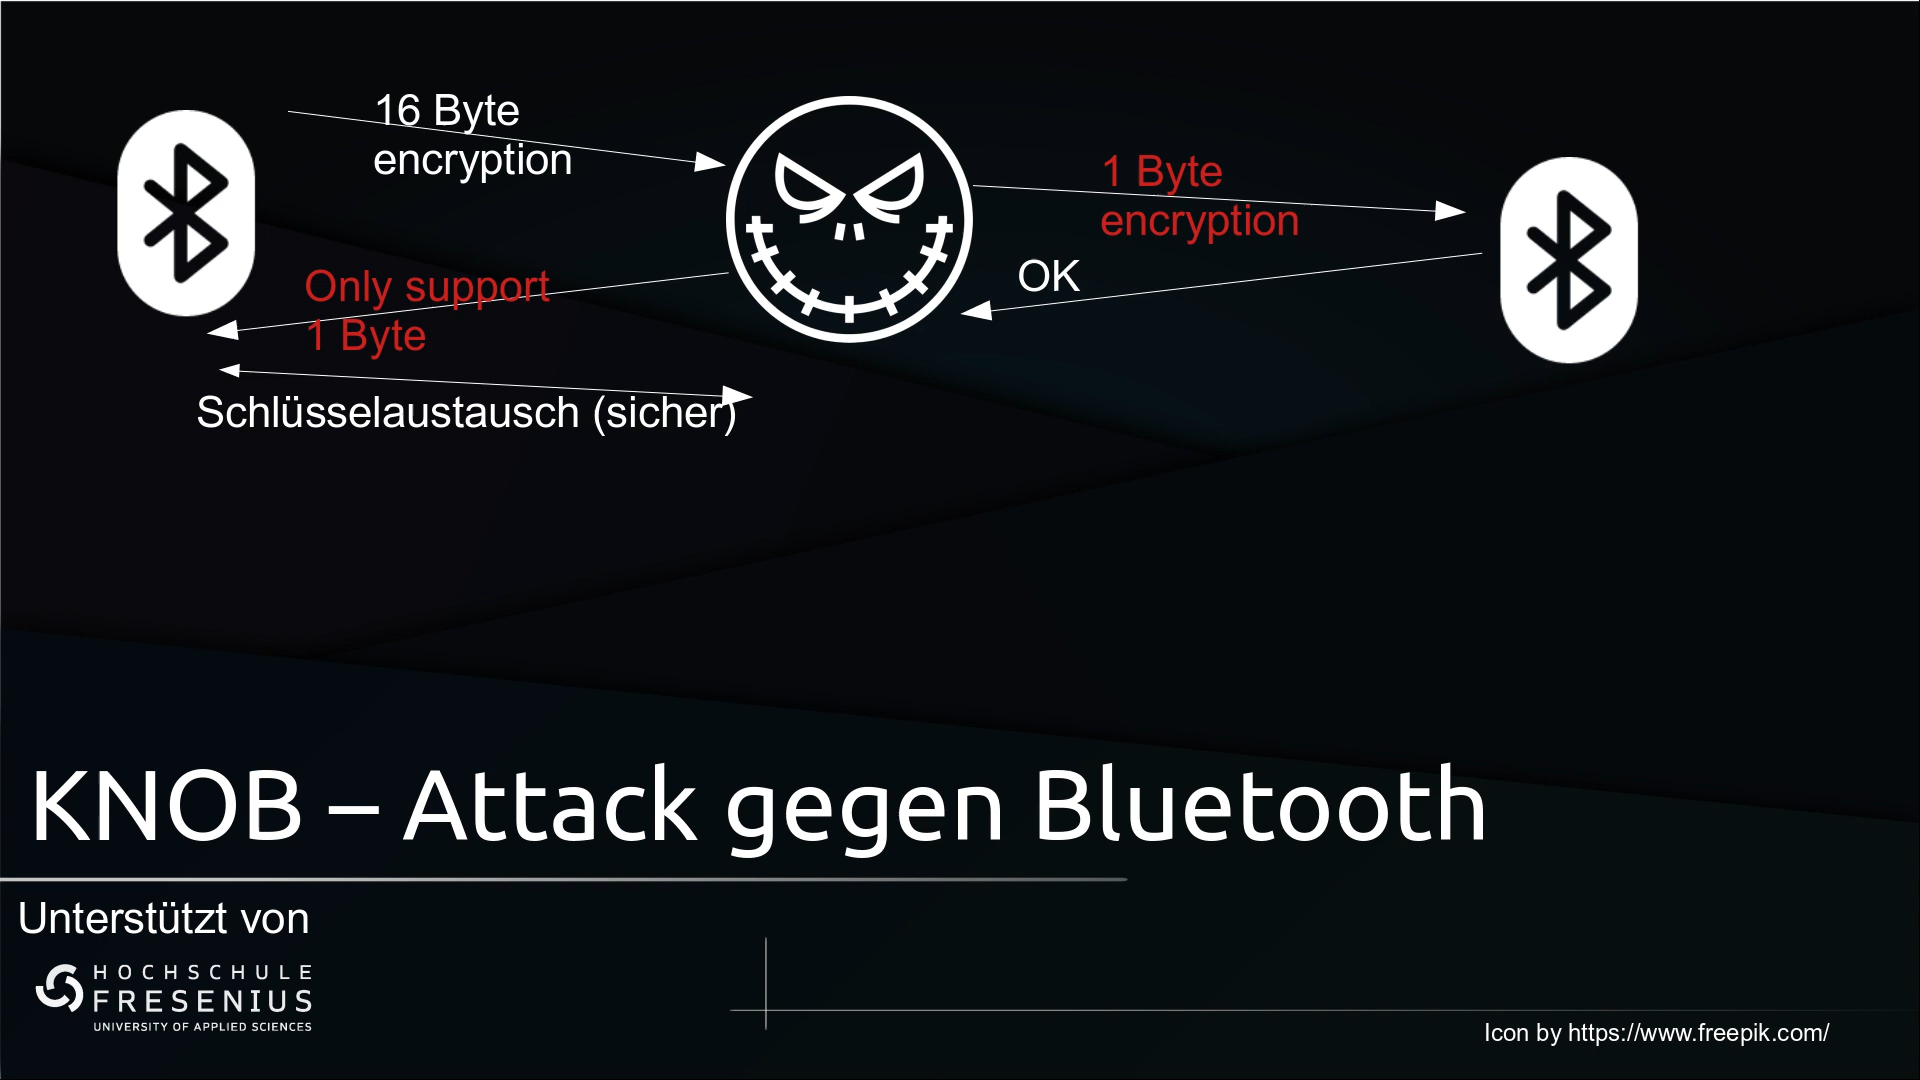 16 Byte
encryption
1 Byte
encryption
OK
Only support
1 Byte
Schlüsselaustausch (sicher)
KNOB – Attack gegen Bluetooth
Unterstützt von
HOCHSCHULE
FRESENIUS
UNIVERSITY OF APPLIED SCIENCES
Icon by https://www.freepik.com/